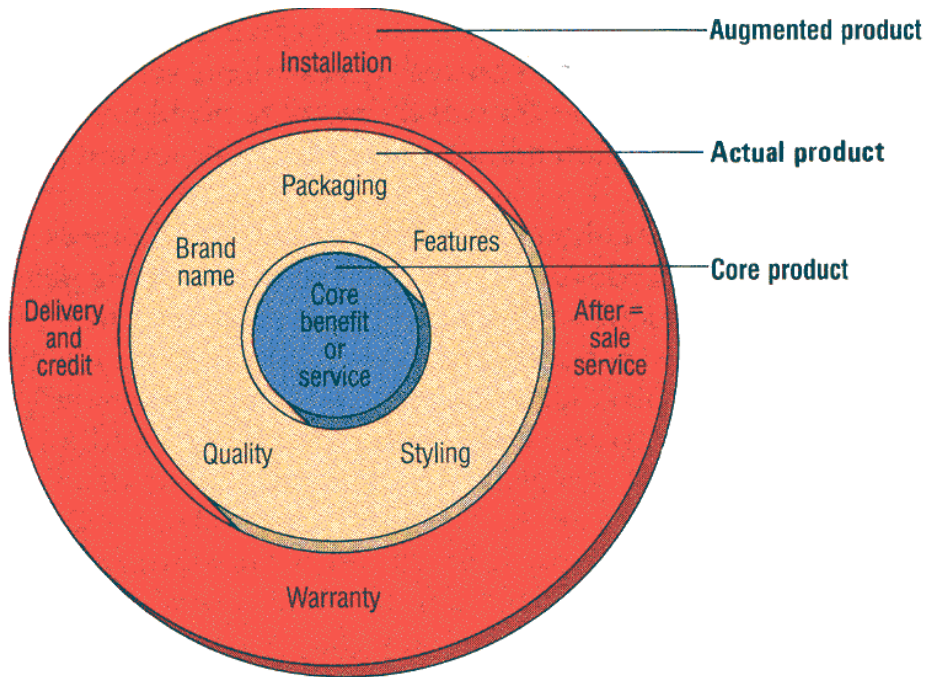 Augmented product
Installation
Actual product
Packaging
Features
Brand
name
Core product
Core
benefit
or
service
Delivery
and
credit
After =
sale
service
Quality
Styling
Warranty